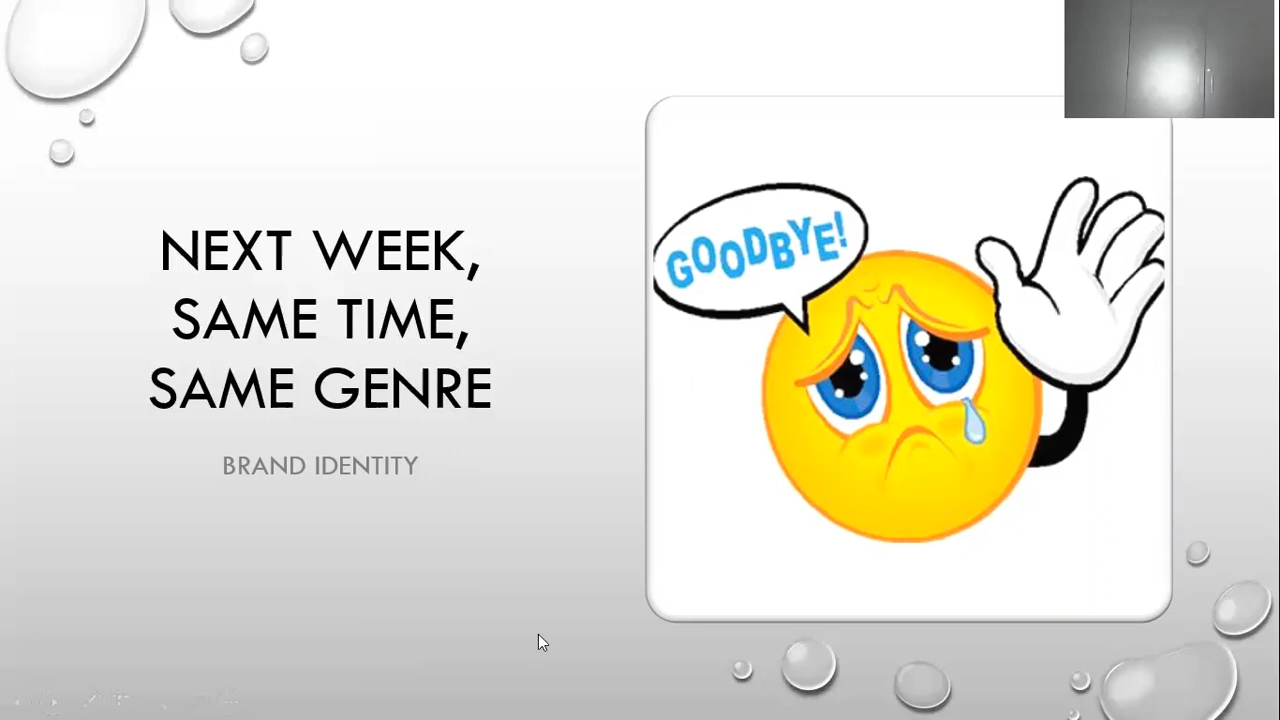 NEXT WEEK,
SAME TIME,
SAME GENRE
BRAND IDENTITY
GOODBYE!